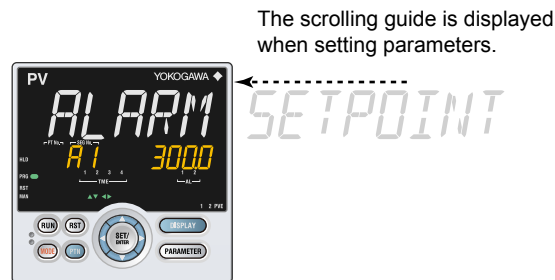 The scrolling guide is displayed
when setting parameters.
PV YOKOGAWA
ALARM SETPOINT
PT No. SEG No.
A1 300.0
HLD
1 2 3 4 1 2
PRG TME AL
RST
MAN
1 2 PVE
RUN RST SET/ENTER DISPLAY
MODE PTN PARAMETER